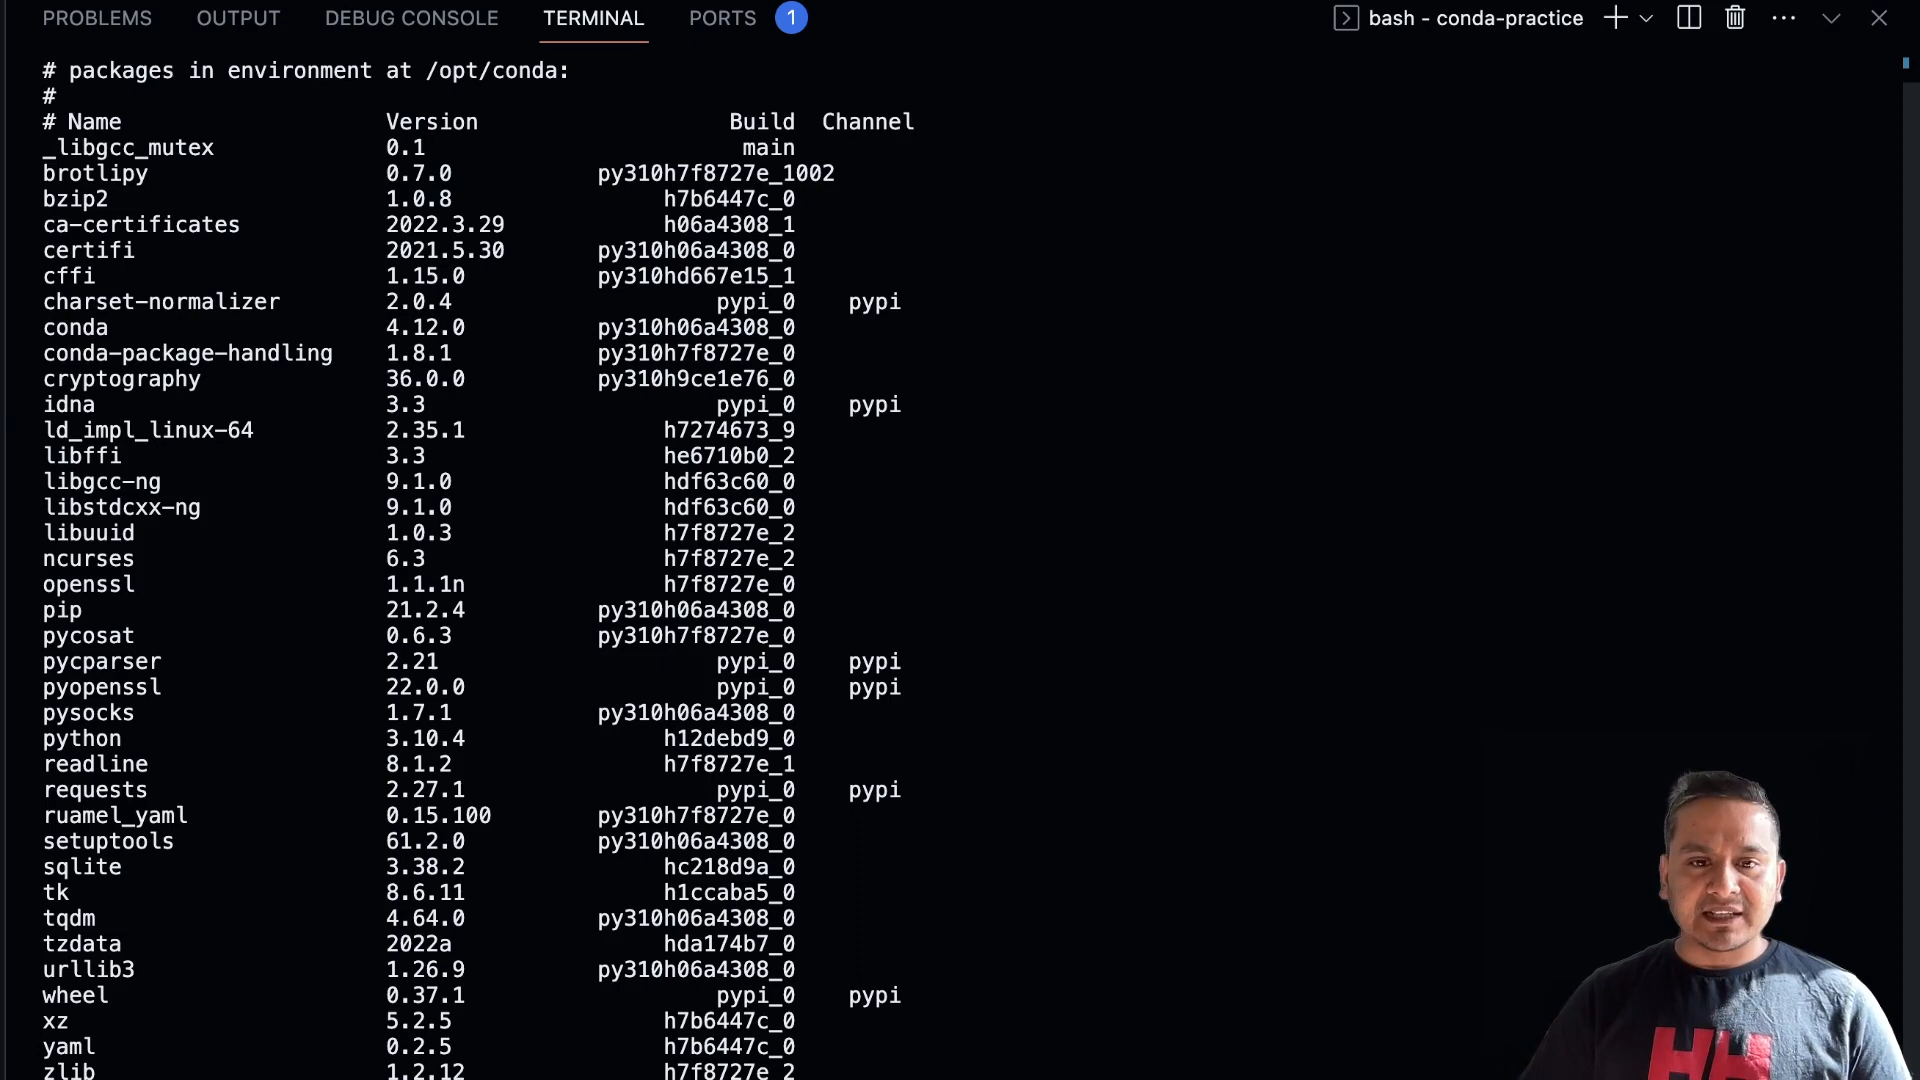 PROBLEMS OUTPUT DEBUG CONSOLE TERMINAL PORTS 1 bash - conda-practice
# packages in environment at /opt/conda:
#
# Name Version Build Channel
_libgcc_mutex 0.1 main
brotlipy 0.7.0 py310h7f8727e_1002
bzip2 1.0.8 h7b6447c_0
ca-certificates 2022.3.29 h06a4308_1
certifi 2021.5.30 py310h06a4308_0
cffi 1.15.0 py310hd667e15_1
charset-normalizer 2.0.4 pypi_0 pypi
conda 4.12.0 py310h06a4308_0
conda-package-handling 1.8.1 py310h7f8727e_0
cryptography 36.0.0 py310h9ce1e76_0
idna 3.3 pypi_0 pypi
ld_impl_linux-64 2.35.1 h7274673_9
libffi 3.3 he6710b0_2
libgcc-ng 9.1.0 hdf63c60_0
libstdcxx-ng 9.1.0 hdf63c60_0
libuuid 1.0.3 h7f8727e_2
ncurses 6.3 h7f8727e_2
openssl 1.1.1n h7f8727e_0
pip 21.2.4 py310h06a4308_0
pycosat 0.6.3 py310h7f8727e_0
pycparser 2.21 pypi_0 pypi
pyopenssl 22.0.0 pypi_0 pypi
pysocks 1.7.1 py310h06a4308_0
python 3.10.4 h12debd9_0
readline 8.1.2 h7f8727e_1
requests 2.27.1 pypi_0 pypi
ruamel_yaml 0.15.100 py310h7f8727e_0
setuptools 61.2.0 py310h06a4308_0
sqlite 3.38.2 hc218d9a_0
tk 8.6.11 h1ccaba5_0
tqdm 4.64.0 py310h06a4308_0
tzdata 2022a hda174b7_0
urllib3 1.26.9 py310h06a4308_0
wheel 0.37.1 pypi_0 pypi
xz 5.2.5 h7b6447c_0
yaml 0.2.5 h7b6447c_0
zlib 1.2.12 h7f8727e_2
HH